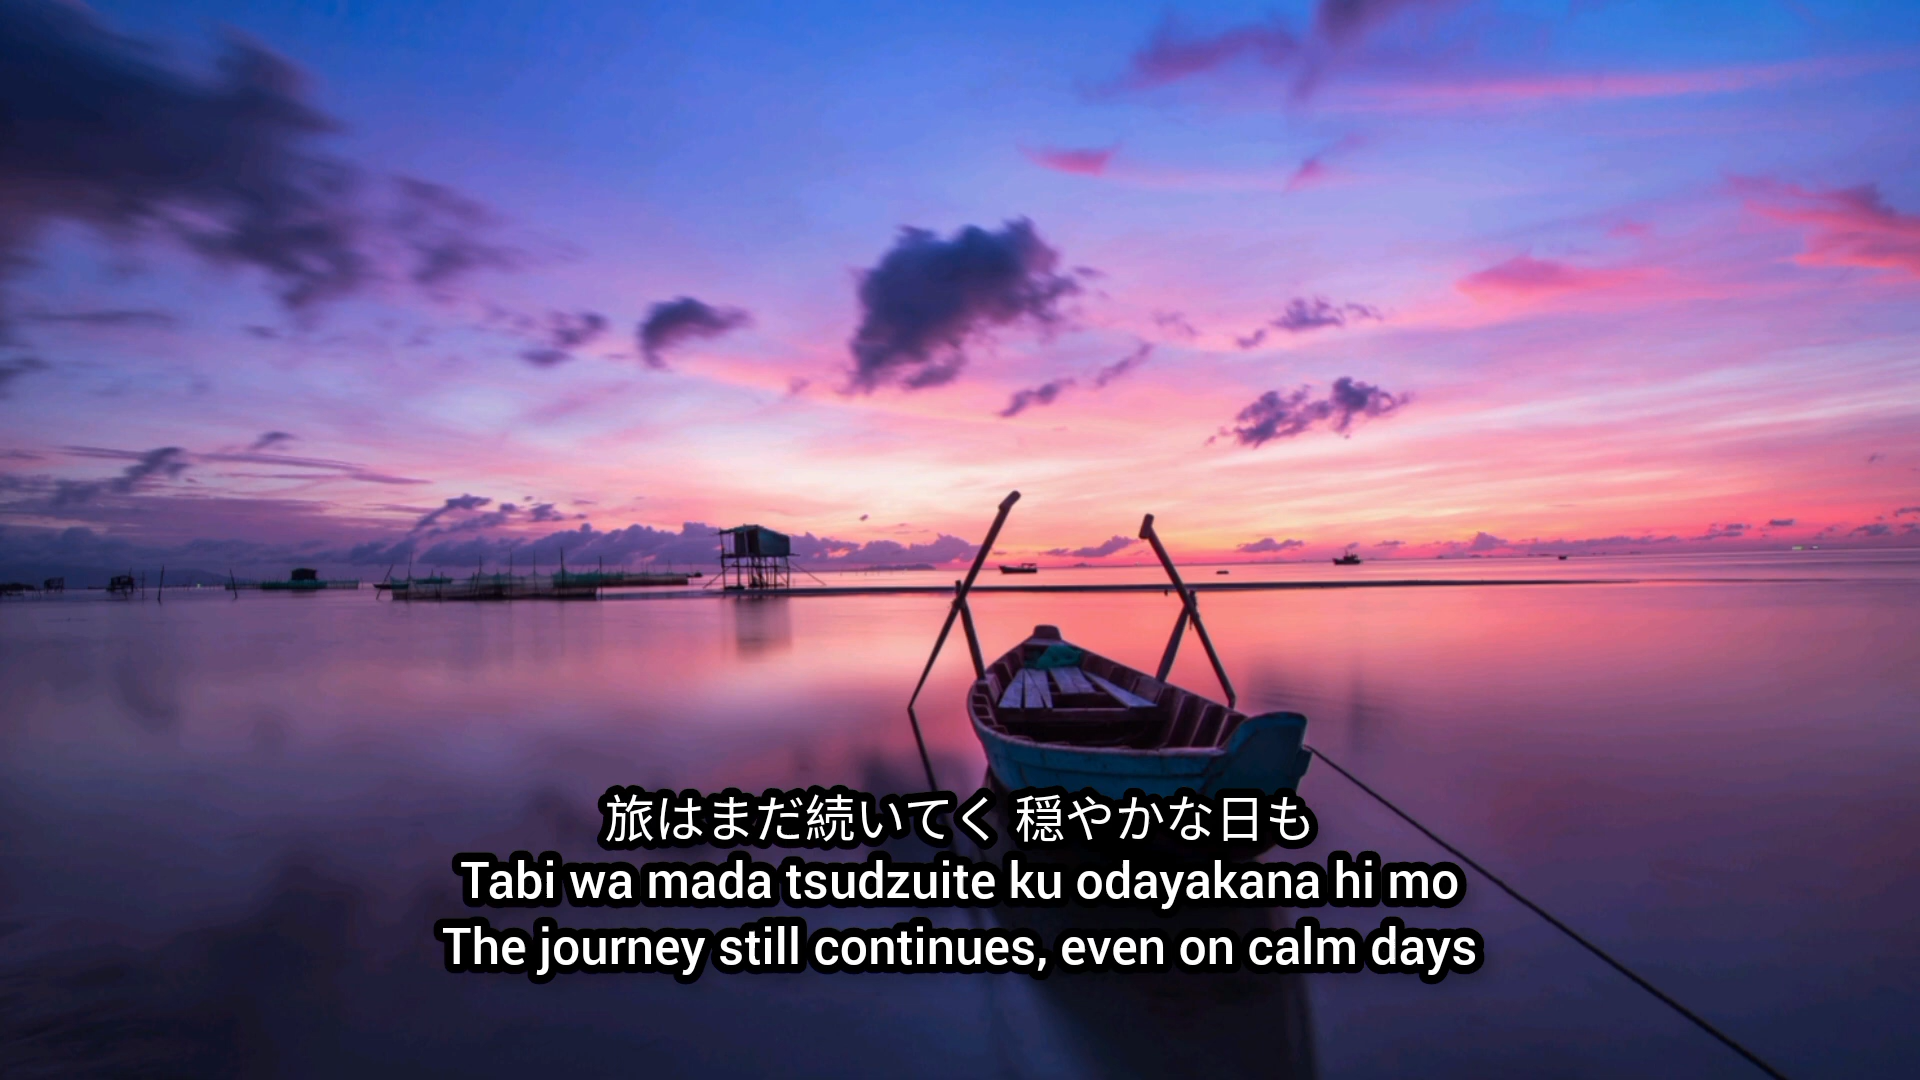 旅はまだ続いてく 穏やかな日も
Tabi wa mada tsudzuite ku odayakana hi mo
The journey still continues, even on calm days